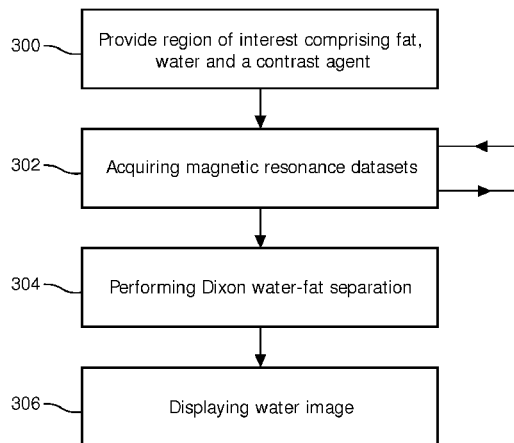 300
Provide region of interest comprising fat,
water and a contrast agent
302
Acquiring magnetic resonance datasets
304
Performing Dixon water-fat separation
306
Displaying water image